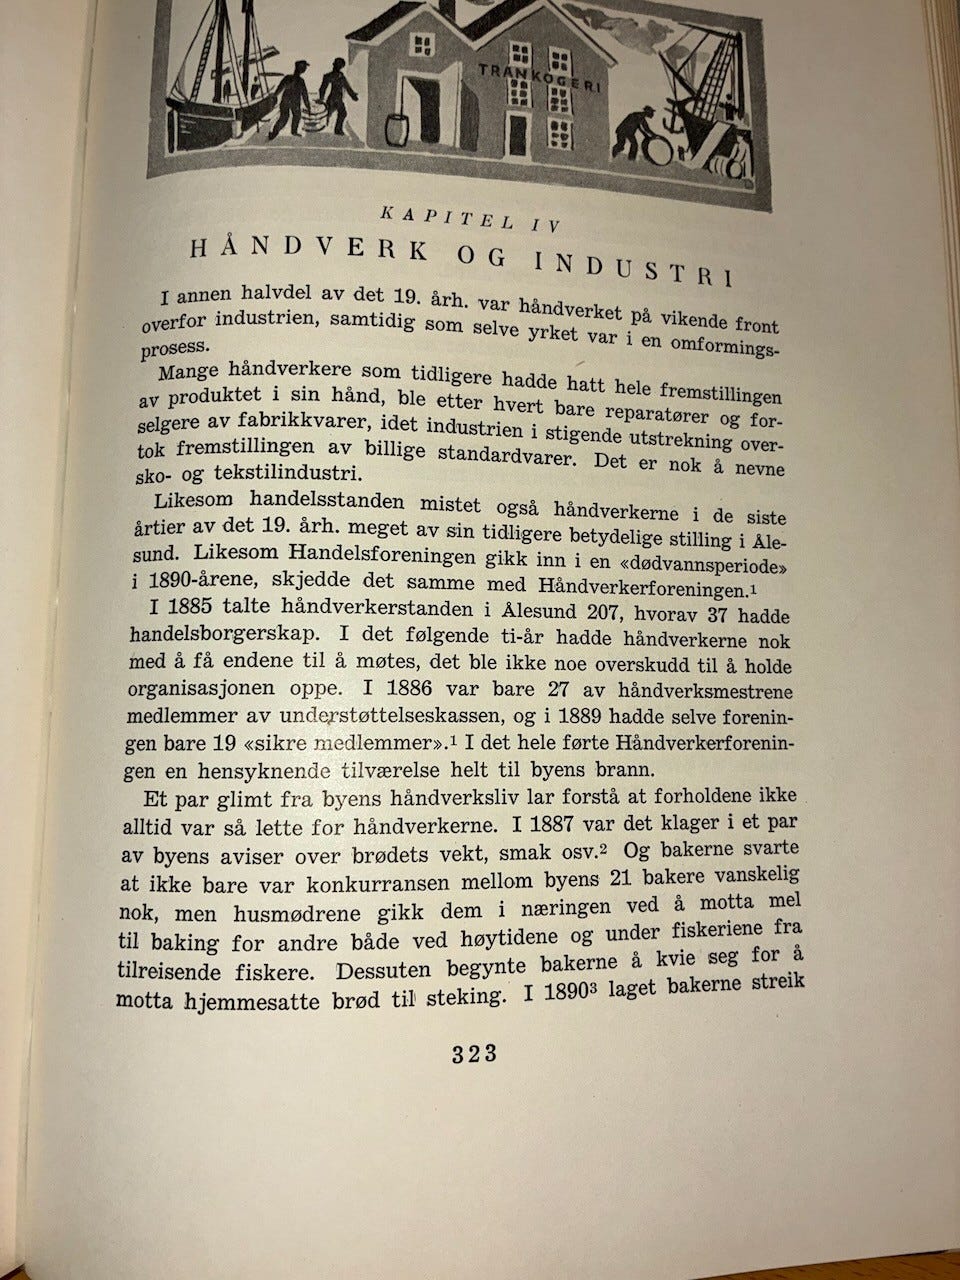 TRANKOGERI
KAPITEL IV
HÅNDVERK OG INDUSTRI
I annen halvdel av det 19. årh. var håndverket på vikende front
overfor industrien, samtidig som selve yrket var i en omformings-
prosess.
Mange håndverkere som tidligere hadde hatt hele fremstillingen
av produktet i sin hånd, ble etter hvert bare reparatører og for-
selgere av fabrikkvarer, idet industrien i stigende utstrekning over-
tok fremstillingen av billige standardvarer. Det er nok å nevne
sko- og tekstilindustri.
Likesom handelsstanden mistet også håndverkerne i de siste
årtier av det 19. årh. meget av sin tidligere betydelige stilling i Åle-
sund. Likesom Handelsforeningen gikk inn i en «dødvannsperiode»
i 1890-årene, skjedde det samme med Håndverkerforeningen.¹
I 1885 talte håndverkerstanden i Ålesund 207, hvorav 37 hadde
handelsborgerskap. I det følgende ti-år hadde håndverkerne nok
med å få endene til å møtes, det ble ikke noe overskudd til å holde
organisasjonen oppe. I 1886 var bare 27 av håndverksmestrene
medlemmer av understøttelseskassen, og i 1889 hadde selve forenin-
gen bare 19 «sikre medlemmer».¹ I det hele førte Håndverkerforenin-
gen en hensyknende tilværelse helt til byens brann.
Et par glimt fra byens håndverksliv lar forstå at forholdene ikke
alltid var så lette for håndverkerne. I 1887 var det klager i et par
av byens aviser over brødets vekt, smak osv.² Og bakerne svarte
at ikke bare var konkurransen mellom byens 21 bakere vanskelig
nok, men husmødrene gikk dem i næringen ved å motta mel
til baking for andre både ved høytidene og under fiskeriene fra
tilreisende fiskere. Dessuten begynte bakerne å kvie seg for å
motta hjemmesatte brød til steking. I 1890³ laget bakerne streik
323